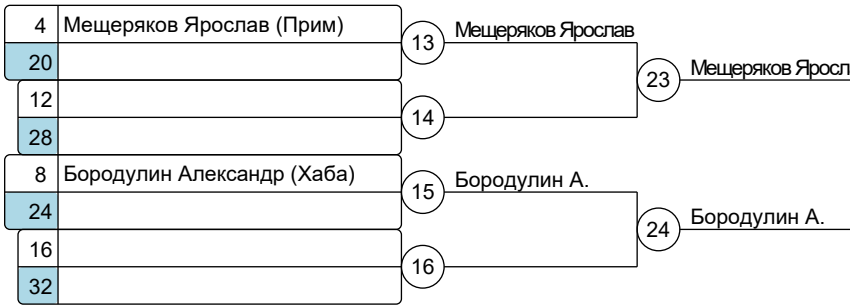 4 Мещеряков Ярослав (Прим)
13 Мещеряков Ярослав
20
23 Мещеряков Яросл
12
14
28
8 Бородулин Александр (Хаба)
15 Бородулин А.
24
24 Бородулин А.
16
16
32